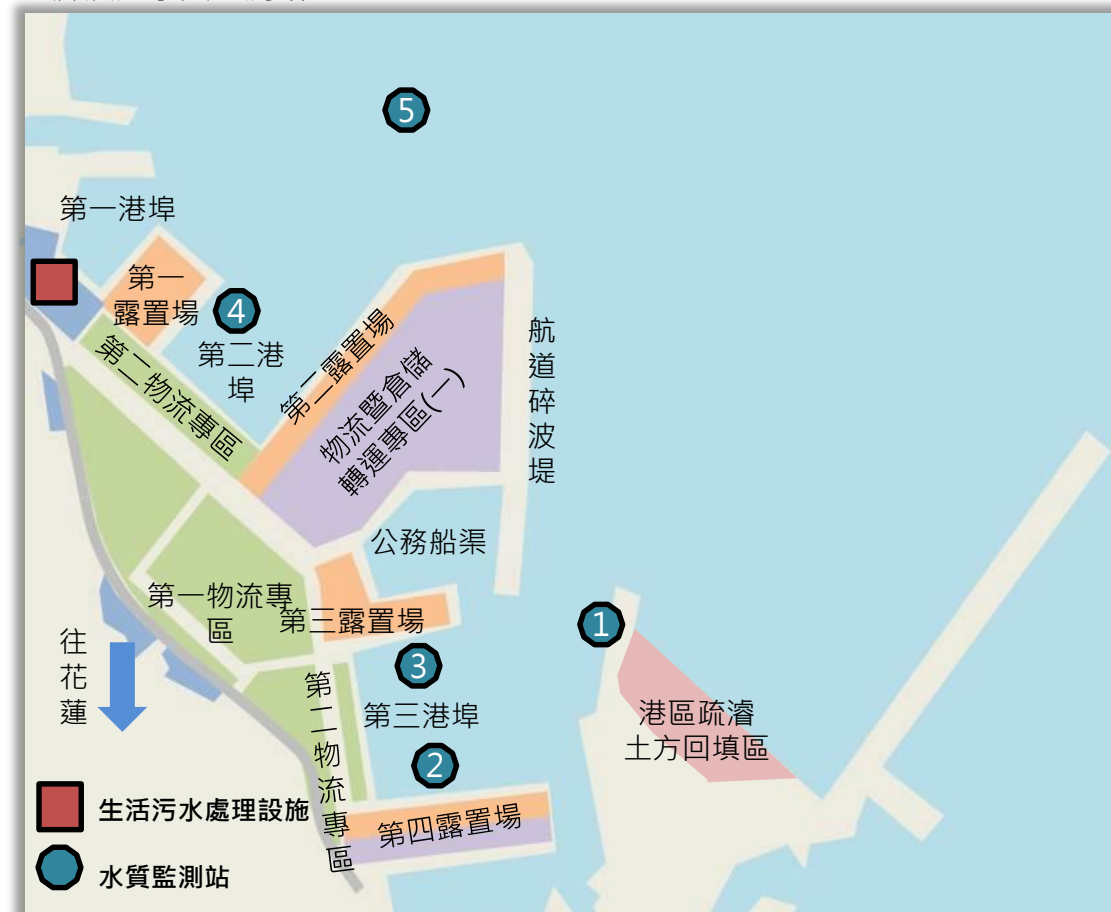 5
第一港埠
第一
露置場
4
第二港
埠
第二物流專區
第二露置場
物流暨倉儲
轉運專區(一)
航道碎波堤
公務船渠
第一物流專
區
第三露置場
1
往花蓮
3
第二物流專區
第三港埠
港區疏濬
土方回填區
2
第四露置場
生活污水處理設施
水質監測站